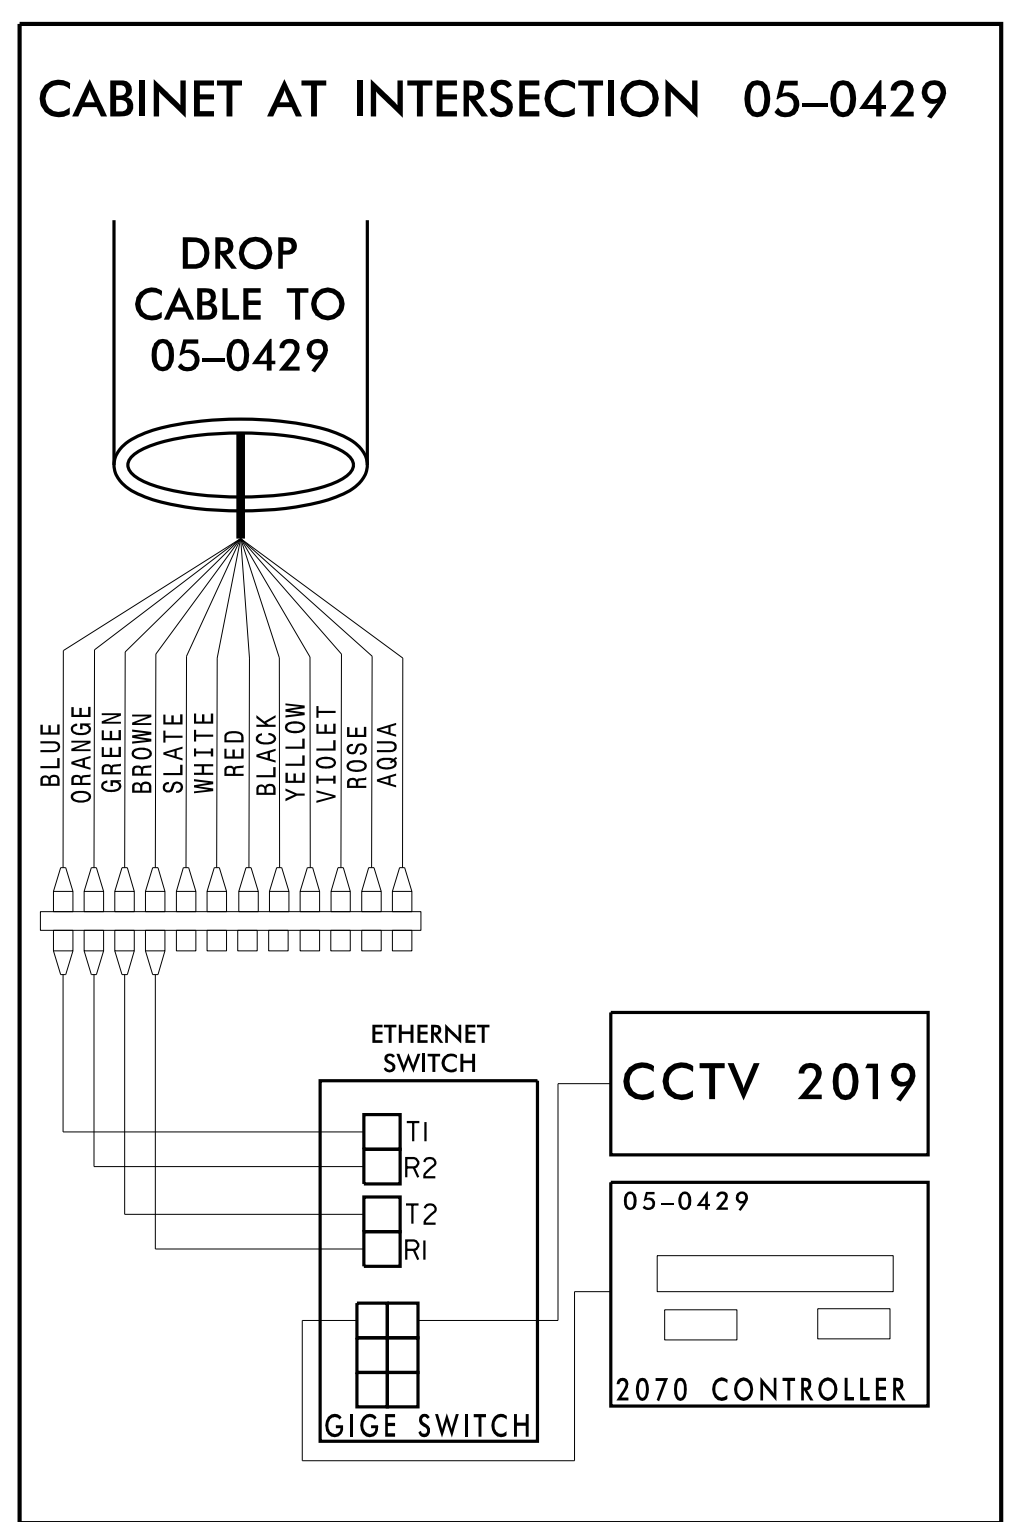 CABINET AT INTERSECTION 05–0429
DROP
CABLE TO
05–0429
BLUE
ORANGE
GREEN
BROWN
SLATE
WHITE
RED
BLACK
YELLOW
VIOLET
ROSE
AQUA
ETHERNET
SWITCH
T1
R2
T2
R1
GIGE SWITCH
CCTV 2019
05–0429
2070 CONTROLLER